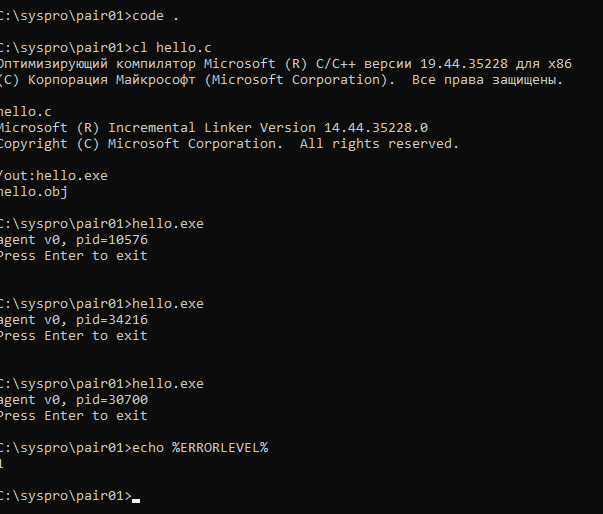 C:\syspro\pair01>code .
C:\syspro\pair01>cl hello.c
Оптимизирующий компилятор Microsoft (R) C/C++ версии 19.44.35228 для x86
(C) Корпорация Майкрософт (Microsoft Corporation).  Все права защищены.
hello.c
Microsoft (R) Incremental Linker Version 14.44.35228.0
Copyright (C) Microsoft Corporation.  All rights reserved.
/out:hello.exe
hello.obj
C:\syspro\pair01>hello.exe
agent v0, pid=10576
Press Enter to exit
C:\syspro\pair01>hello.exe
agent v0, pid=34216
Press Enter to exit
C:\syspro\pair01>hello.exe
agent v0, pid=30700
Press Enter to exit
C:\syspro\pair01>echo %ERRORLEVEL%
1
C:\syspro\pair01>